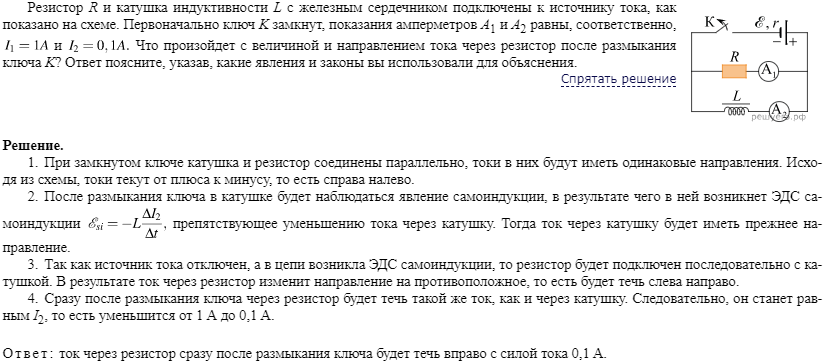 Резистор R и катушка индуктивности L с железным сердечником подключены к источнику тока, как
показано на схеме. Первоначально ключ K замкнут, показания амперметров A₁ и A₂ равны, соответственно,
I₁ = 1A и I₂ = 0,1A. Что произойдет с величиной и направлением тока через резистор после размыкания
ключа K? Ответ поясните, указав, какие явления и законы вы использовали для объяснения.
Спрятать решение
К ℰ, r
− +
R
A₁
L
A₂
решуегэ.рф
Решение.
1. При замкнутом ключе катушка и резистор соединены параллельно, токи в них будут иметь одинаковые направления. Исхо-
дя из схемы, токи текут от плюса к минусу, то есть справа налево.
2. После размыкания ключа в катушке будет наблюдаться явление самоиндукции, в результате чего в ней возникнет ЭДС са-
моиндукции ℰsi = −L ΔI₂/Δt, препятствующее уменьшению тока через катушку. Тогда ток через катушку будет иметь прежнее на-
правление.
3. Так как источник тока отключен, а в цепи возникла ЭДС самоиндукции, то резистор будет подключен последовательно с ка-
тушкой. В результате ток через резистор изменит направление на противоположное, то есть будет течь слева направо.
4. Сразу после размыкания ключа через резистор будет течь такой же ток, как и через катушку. Следовательно, он станет рав-
ным I₂, то есть уменьшится от 1 А до 0,1 А.
Ответ: ток через резистор сразу после размыкания ключа будет течь вправо с силой тока 0,1 А.